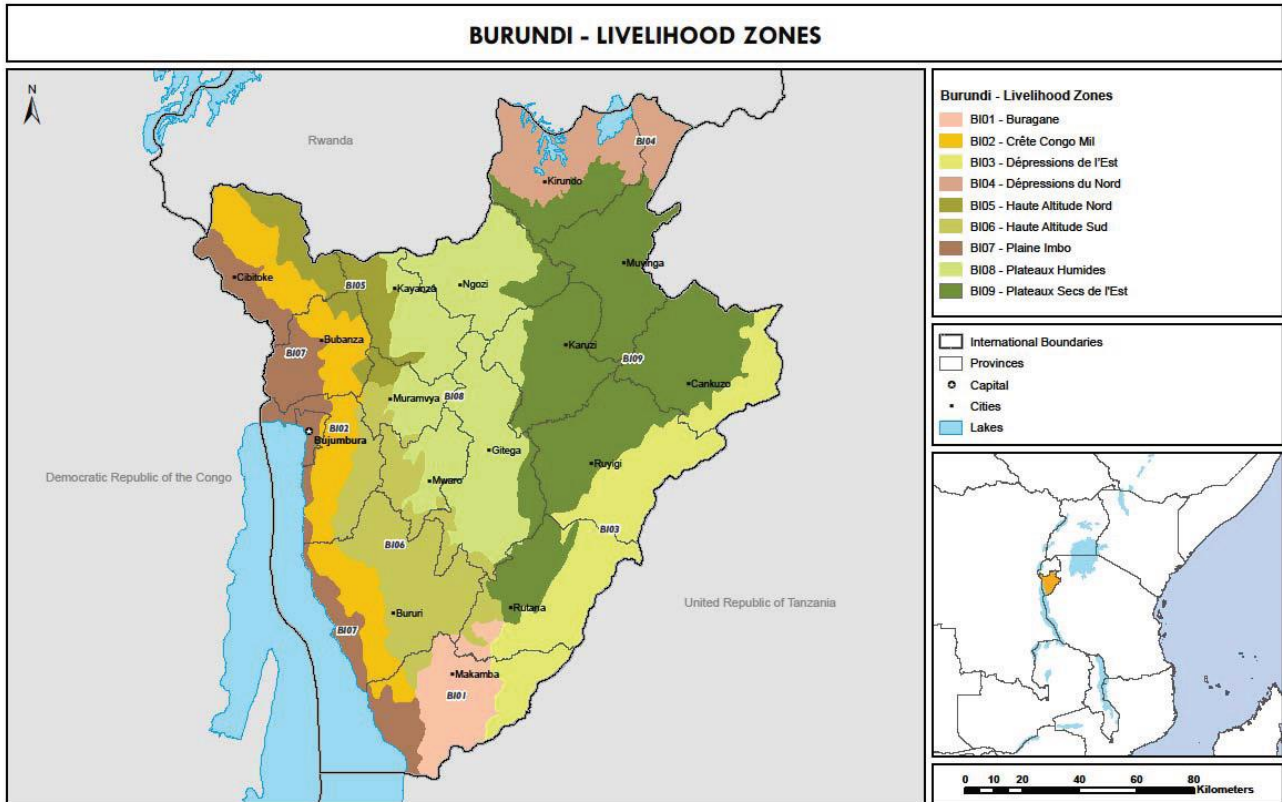 BURUNDI - LIVELIHOOD ZONES
N
Rwanda
BI04
Kirundo
Cibitoke
BI05
Kayanza
Ngozi
Muyinga
BI07
Bubanza
Karuzi
BI09
Cankuzo
Muramvya
BI08
BI02
Bujumbura
Gitega
Ruyigi
Democratic Republic of the Congo
Mwaro
BI03
BI06
Bururi
Rutana
United Republic of Tanzania
BI07
Makamba
BI01
Burundi - Livelihood Zones
BI01 - Buragane
BI02 - Crête Congo Mil
BI03 - Dépressions de l'Est
BI04 - Dépressions du Nord
BI05 - Haute Altitude Nord
BI06 - Haute Altitude Sud
BI07 - Plaine Imbo
BI08 - Plateaux Humides
BI09 - Plateaux Secs de l'Est
International Boundaries
Provinces
Capital
Cities
Lakes
0 10 20 40 60 80
Kilometers